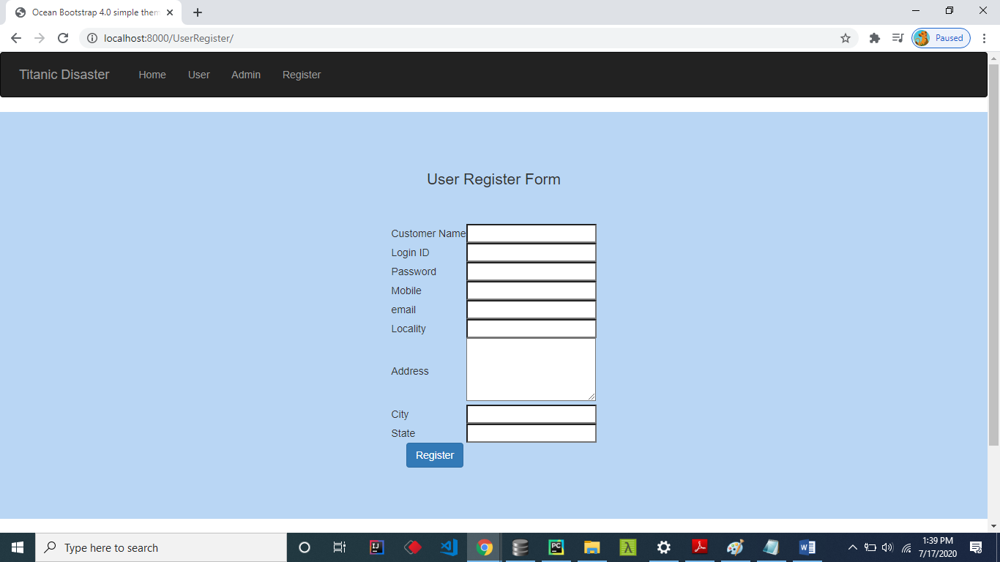 Ocean Bootstrap 4.0 simple them
localhost:8000/UserRegister/
Paused
Titanic Disaster Home User Admin Register
User Register Form
Customer Name
Login ID
Password
Mobile
email
Locality
Address
City
State
Register
Type here to search
IJ
PC
λ
W
1:39 PM
7/17/2020